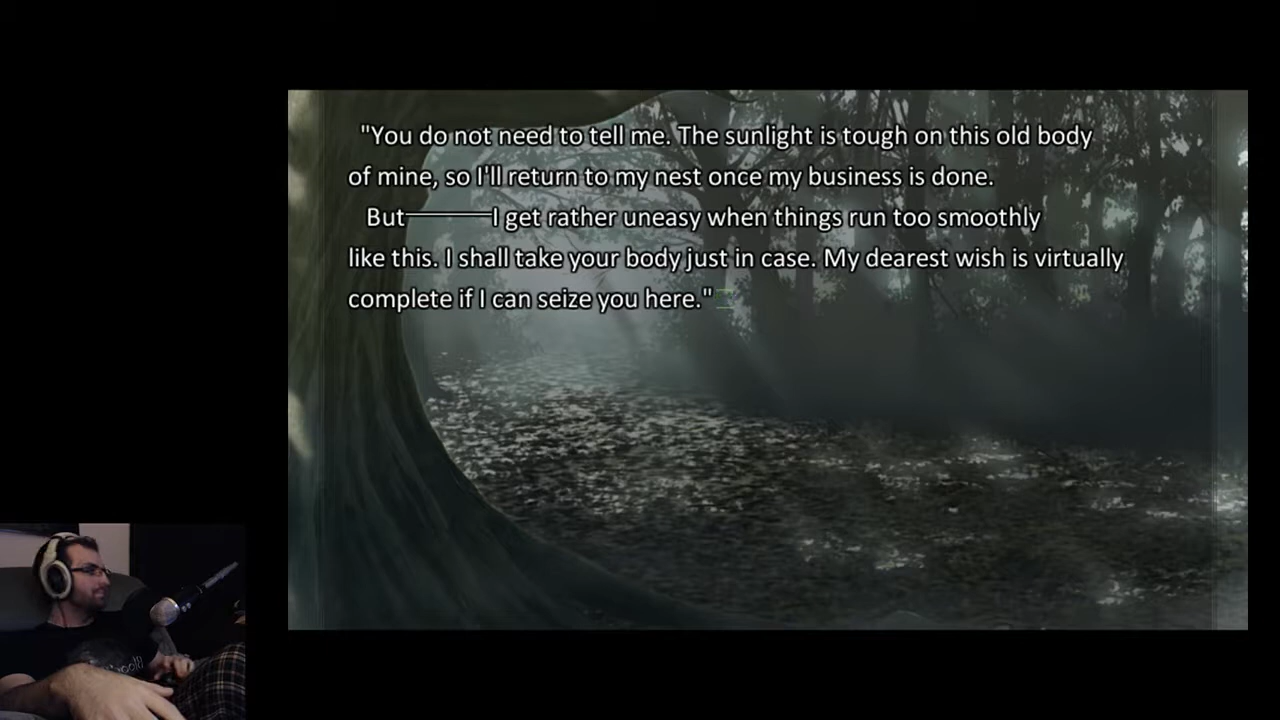 "You do not need to tell me. The sunlight is tough on this old body
of mine, so I'll return to my nest once my business is done.
But————I get rather uneasy when things run too smoothly
like this. I shall take your body just in case. My dearest wish is virtually
complete if I can seize you here."